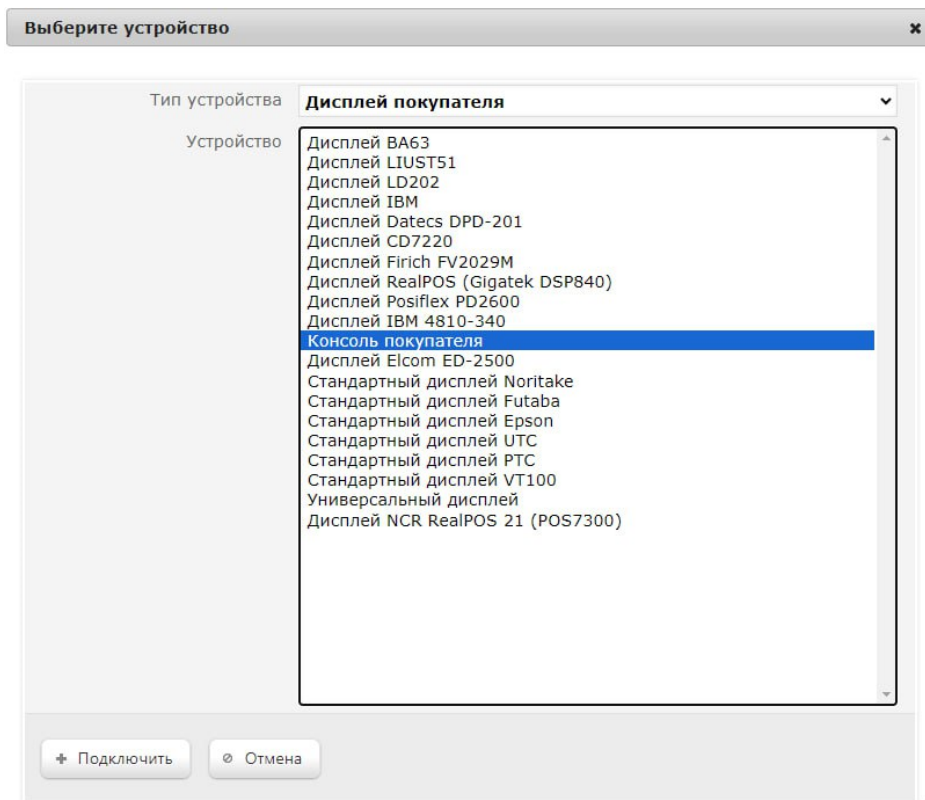 Выберите устройство
Тип устройства Дисплей покупателя
Устройство
Дисплей BA63
Дисплей LIUST51
Дисплей LD202
Дисплей IBM
Дисплей Datecs DPD-201
Дисплей CD7220
Дисплей Firich FV2029M
Дисплей RealPOS (Gigatek DSP840)
Дисплей Posiflex PD2600
Дисплей IBM 4810-340
Консоль покупателя
Дисплей Elcom ED-2500
Стандартный дисплей Noritake
Стандартный дисплей Futaba
Стандартный дисплей Epson
Стандартный дисплей UTC
Стандартный дисплей PTC
Стандартный дисплей VT100
Универсальный дисплей
Дисплей NCR RealPOS 21 (POS7300)
Подключить Отмена